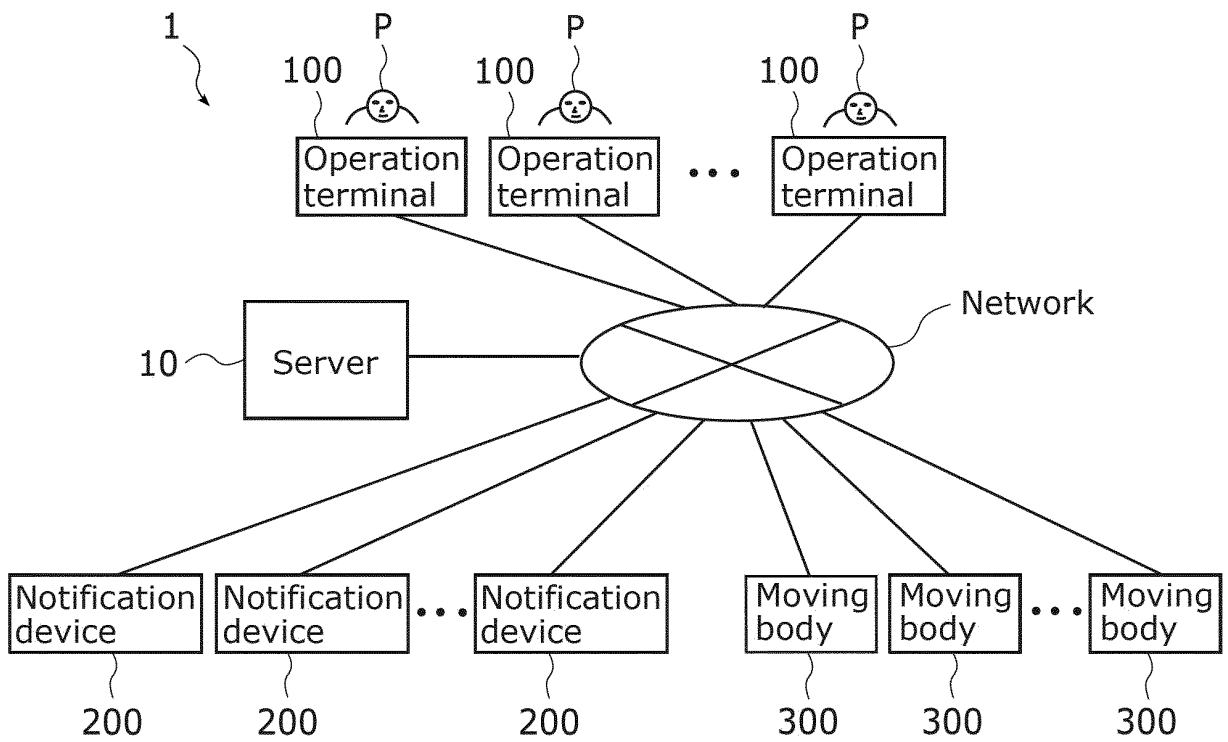 1
P
P
P
100
100
100
Operation
terminal
Operation
terminal
Operation
terminal
Network
10
Server
Notification
device
Notification
device
Notification
device
Moving
body
Moving
body
Moving
body
200
200
200
300
300
300